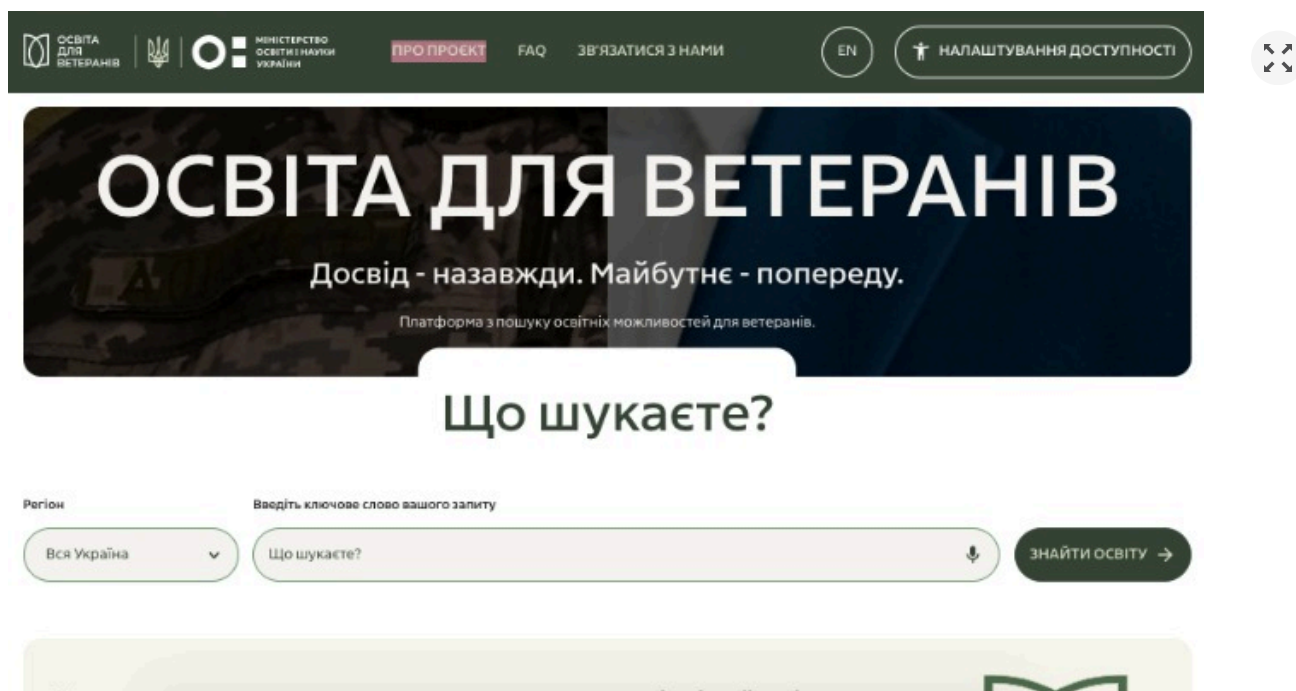 ОСВІТА
ДЛЯ
ВЕТЕРАНІВ
МІНІСТЕРСТВО
ОСВІТИ І НАУКИ
УКРАЇНИ
ПРО ПРОЄКТ
FAQ
ЗВ'ЯЗАТИСЯ З НАМИ
EN
НАЛАШТУВАННЯ ДОСТУПНОСТІ
ОСВІТА ДЛЯ ВЕТЕРАНІВ
Досвід - назавжди. Майбутнє - попереду.
Платформа з пошуку освітніх можливостей для ветеранів.
Що шукаєте?
Регіон
Введіть ключове слово вашого запиту
Вся Україна
Що шукаєте?
ЗНАЙТИ ОСВІТУ